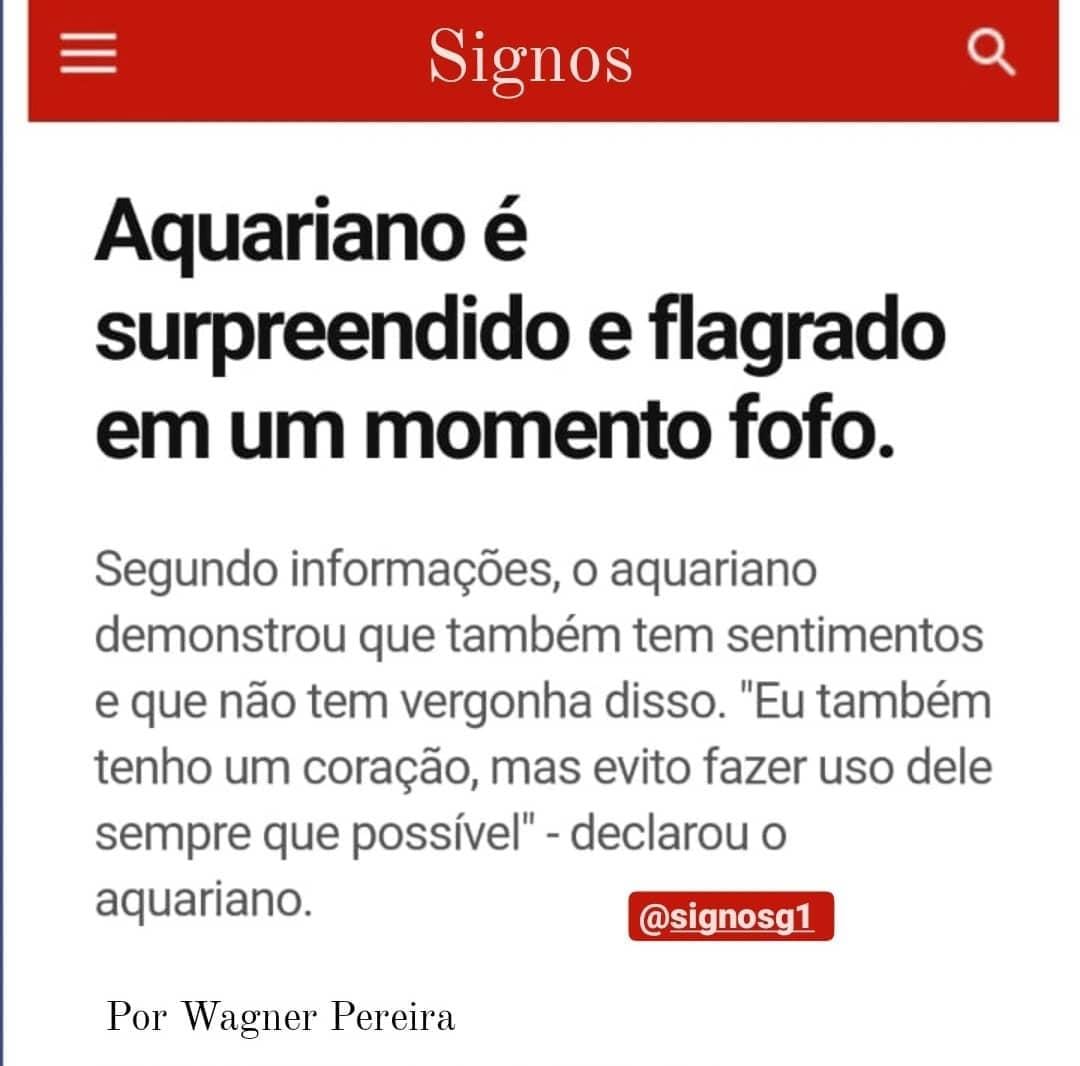 Signos
Aquariano é
surpreendido e flagrado
em um momento fofo.
Segundo informações, o aquariano
demonstrou que também tem sentimentos
e que não tem vergonha disso. "Eu também
tenho um coração, mas evito fazer uso dele
sempre que possível" - declarou o
aquariano.
@signosg1
Por Wagner Pereira